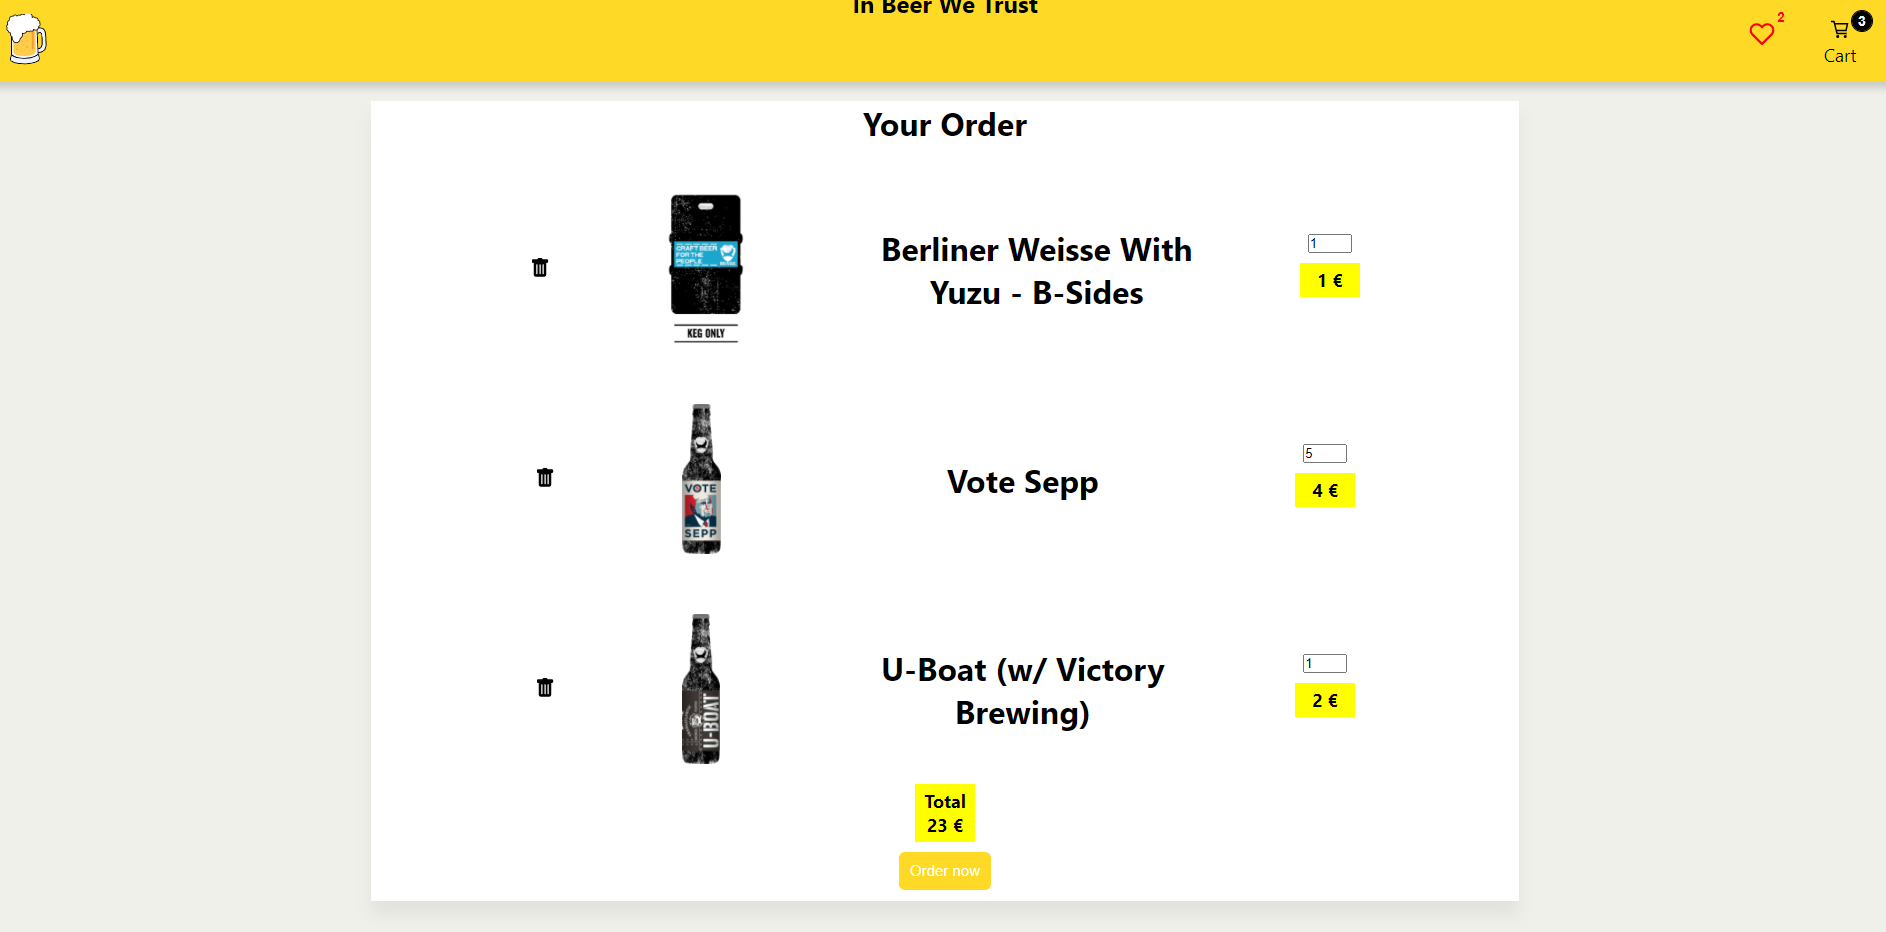 In Beer We Trust
2
3
Cart
Your Order
CRAFT BEER
FOR THE
PEOPLE
KEG ONLY
Berliner Weisse With
Yuzu - B-Sides
1
1 €
VOTE
SEPP
Vote Sepp
5
4 €
U-BOAT
U-Boat (w/ Victory
Brewing)
1
2 €
Total
23 €
Order now